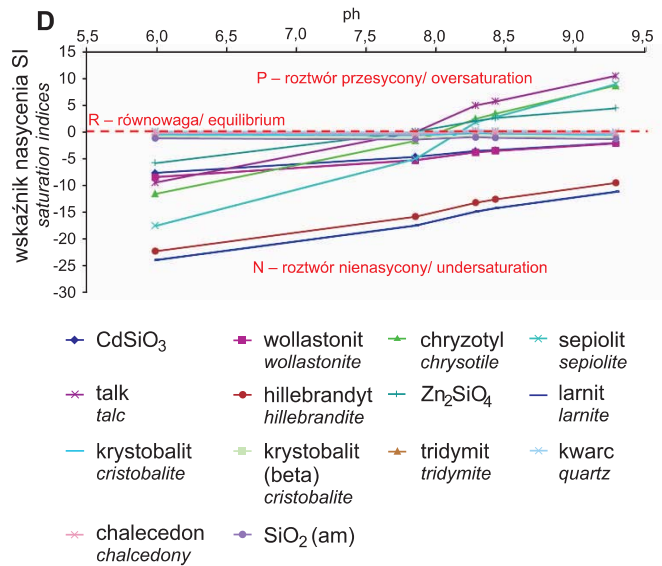 D
ph
5,5 6,0 6,5 7,0 7,5 8,0 8,5 9,0 9,5
15
10
5
0
-5
-10
-15
-20
-25
-30
wskaźnik nasycenia SI
saturation indices
P – roztwór przesycony/ oversaturation
R – równowaga/ equilibrium
N – roztwór nienasycony/ undersaturation
CdSiO₃
wollastonit
wollastonite
chryzotyl
chrysotile
sepiolit
sepiolite
talk
talc
hillebrandyt
hillebrandite
Zn₂SiO₄
larnit
larnite
krystobalit
cristobalite
krystobalit
(beta)
cristobalite
tridymit
tridymite
kwarc
quartz
chalecedon
chalcedony
SiO₂ (am)